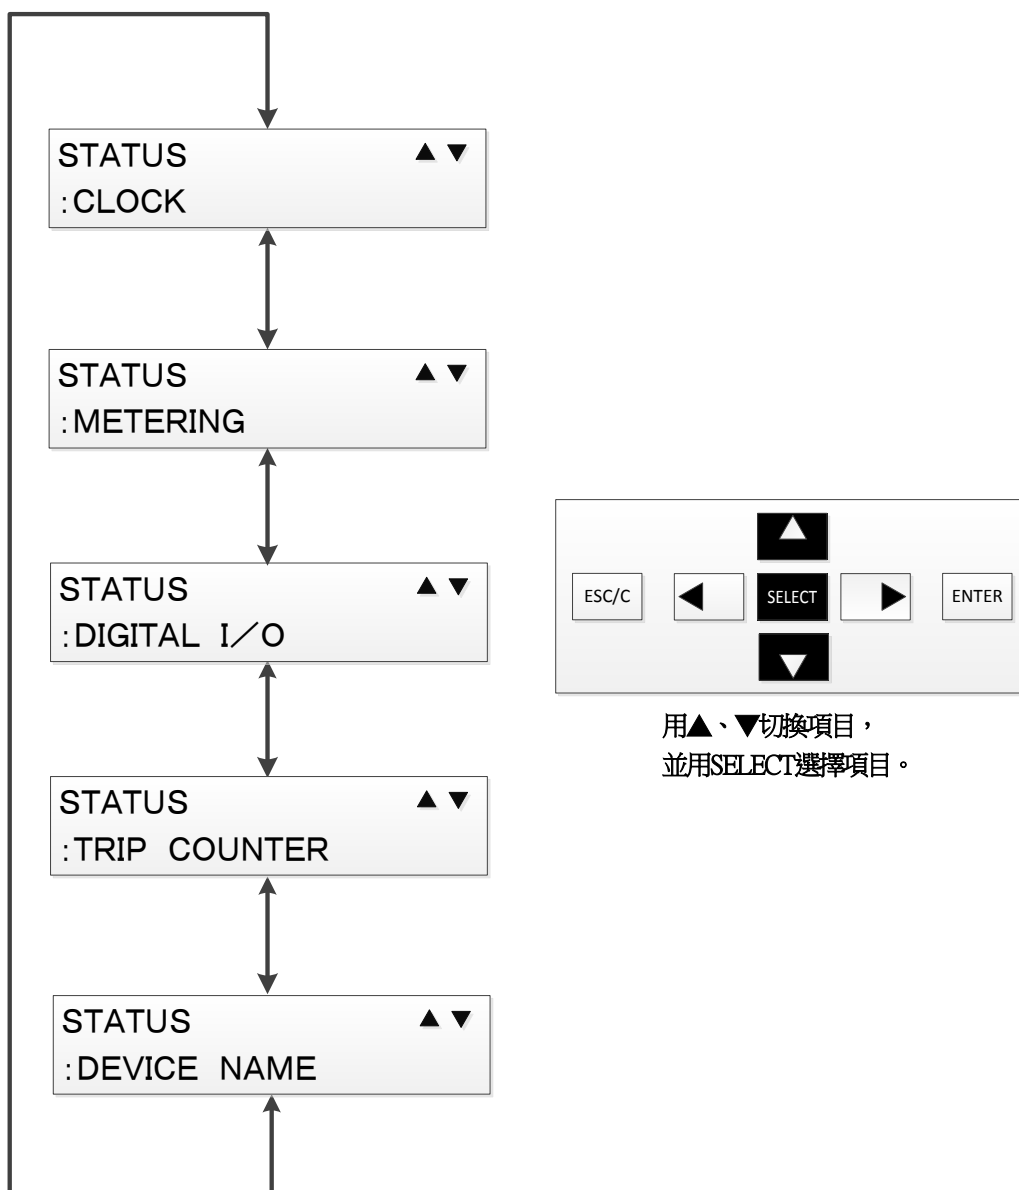 STATUS ▲ ▼
:CLOCK
STATUS ▲ ▼
:METERING
STATUS ▲ ▼
:DIGITAL I／O
STATUS ▲ ▼
:TRIP COUNTER
STATUS ▲ ▼
:DEVICE NAME
ESC/C
SELECT
ENTER
用▲、▼切換項目，
並用SELECT選擇項目。